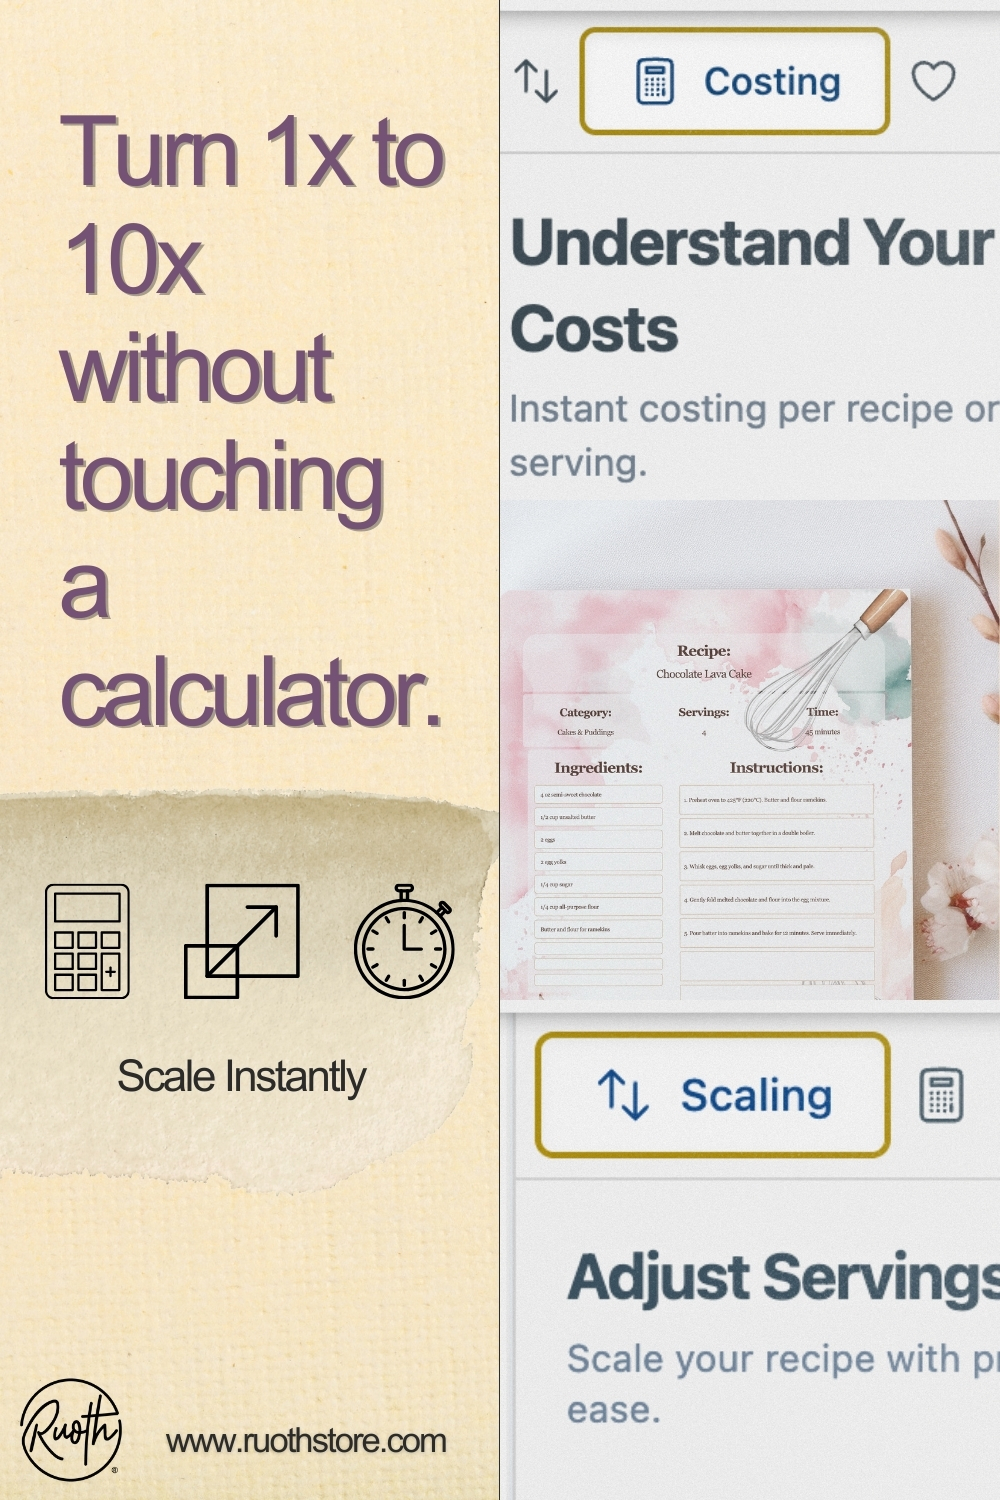 Turn 1x to
10x
without
touching
a
calculator.
Scale Instantly
Ruoth
®
www.ruothstore.com
Costing
Understand Your
Costs
Instant costing per recipe or
serving.
Recipe:
Chocolate Lava Cake
Category:
Cakes & Puddings
Servings:
4
Time:
45 minutes
Ingredients:
4 oz semi-sweet chocolate
1/2 cup unsalted butter
2 eggs
2 egg yolks
1/4 cup sugar
1/4 cup all-purpose flour
Butter and flour for ramekins
Instructions:
1. Preheat oven to 425°F (220°C). Butter and flour ramekins
2. Melt chocolate and butter together in a double boiler.
3. Whisk eggs, egg yolks, and sugar until thick and pale.
4. Gently fold melted chocolate and flour into the egg mixture.
5. Pour batter into ramekins and bake for 12 minutes. Serve immediately.
Scaling
Adjust Servings
Scale your recipe with pr
ease.